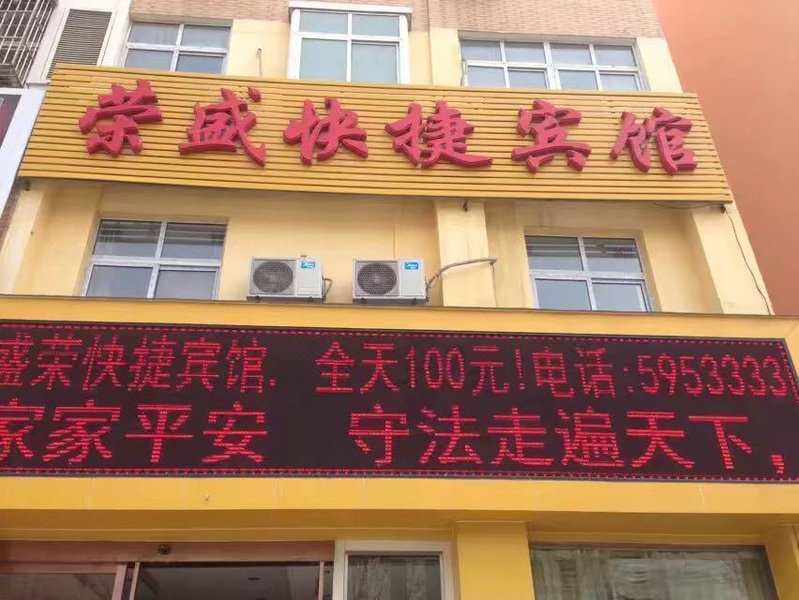 荣盛快捷宾馆
盛荣快捷宾馆. 全天100元!电话:5953333
家家平安 守法走遍天下,